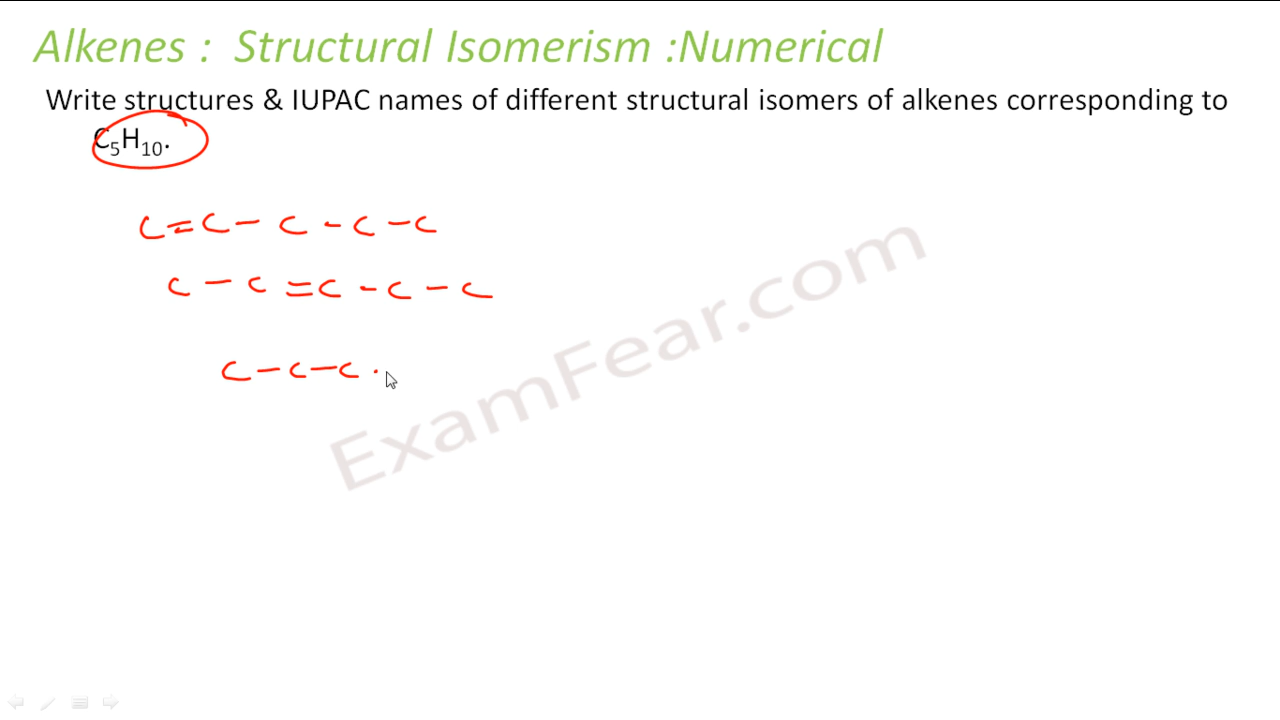 Alkenes : Structural Isomerism :Numerical
Write structures & IUPAC names of different structural isomers of alkenes corresponding to
C₅H₁₀.
C=C-C-C-C
C-C=C-C-C
C-C-C.
ExamFear.com